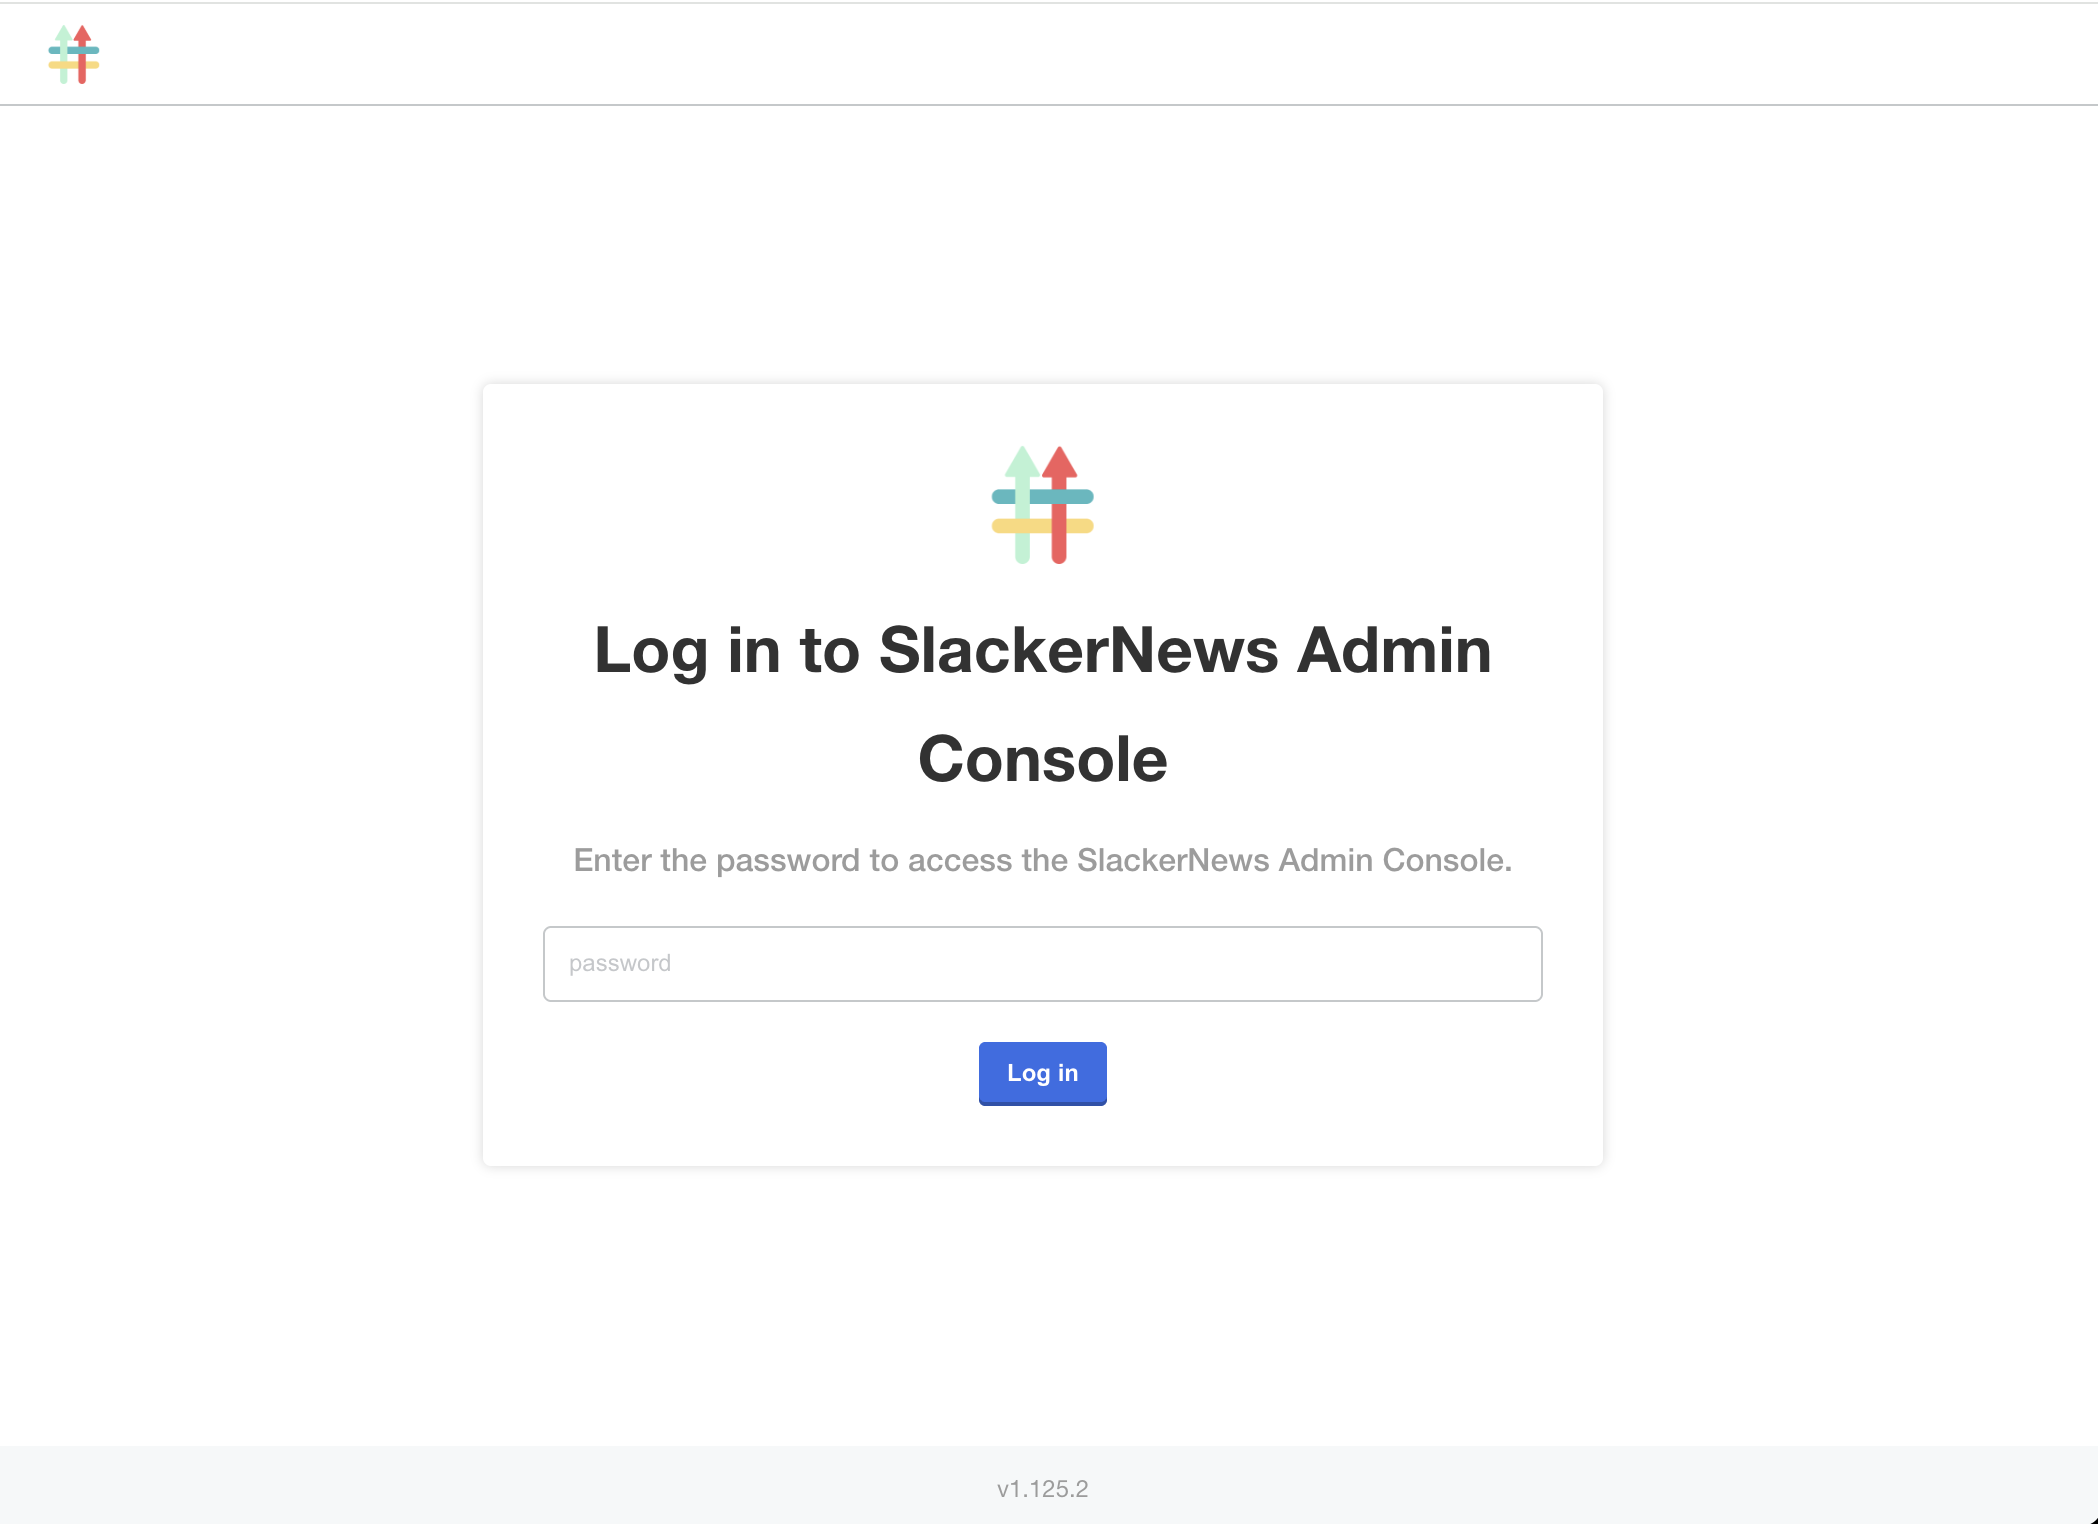 Log in to SlackerNews Admin
Console
Enter the password to access the SlackerNews Admin Console.
password
Log in
v1.125.2